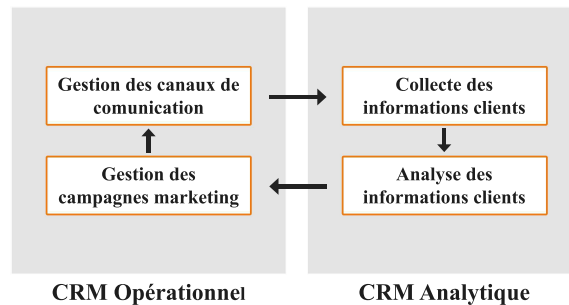 Gestion des canaux de
comunication
Collecte des
informations clients
Gestion des
campagnes marketing
Analyse des
informations clients
CRM Opérationnel
CRM Analytique